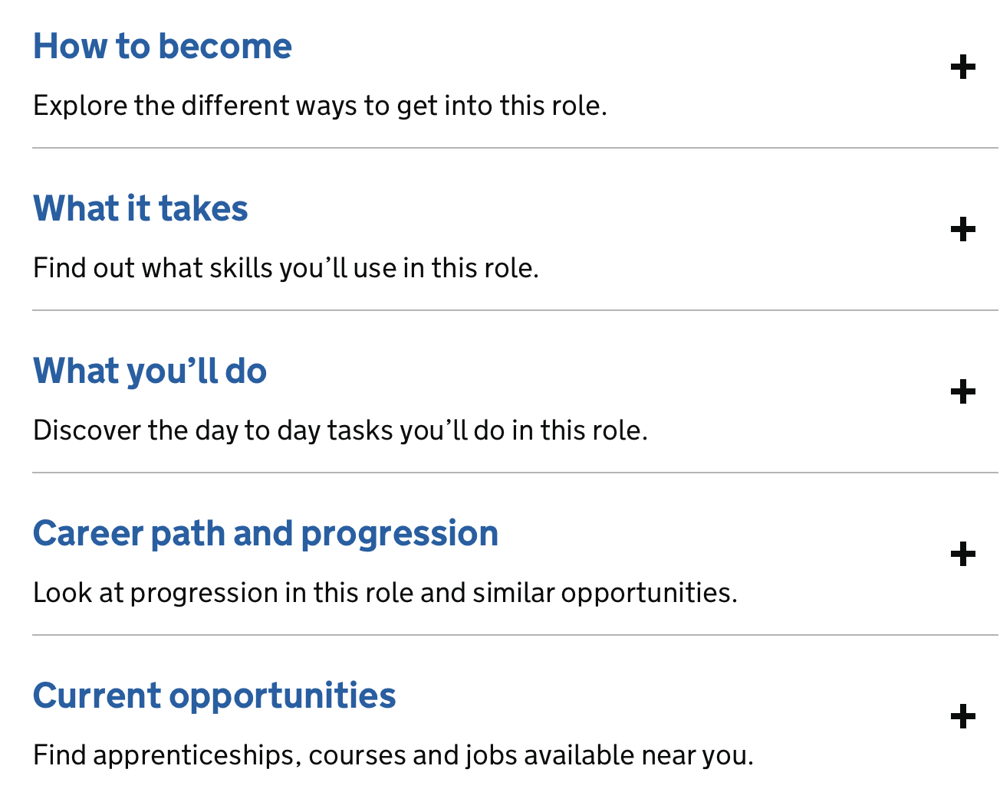 How to become
Explore the different ways to get into this role.
What it takes
Find out what skills you’ll use in this role.
What you’ll do
Discover the day to day tasks you’ll do in this role.
Career path and progression
Look at progression in this role and similar opportunities.
Current opportunities
Find apprenticeships, courses and jobs available near you.